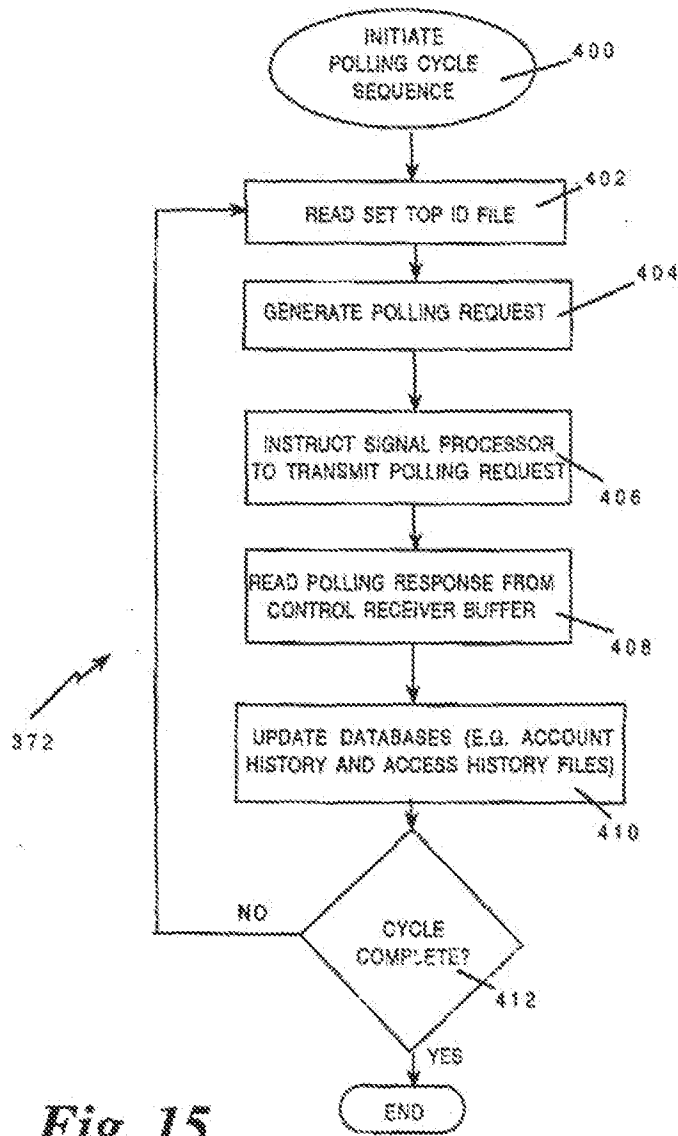 INITIATE
POLLING CYCLE
SEQUENCE
400
402
READ SET TOP ID FILE
404
GENERATE POLLING REQUEST
INSTRUCT SIGNAL PROCESSOR
TO TRANSMIT POLLING REQUEST
406
READ POLLING RESPONSE FROM
CONTROL RECEIVER BUFFER
408
372
UPDATE DATABASES (E.G. ACCOUNT
HISTORY AND ACCESS HISTORY FILES)
410
NO
CYCLE
COMPLETE?
412
YES
END
Fig. 15